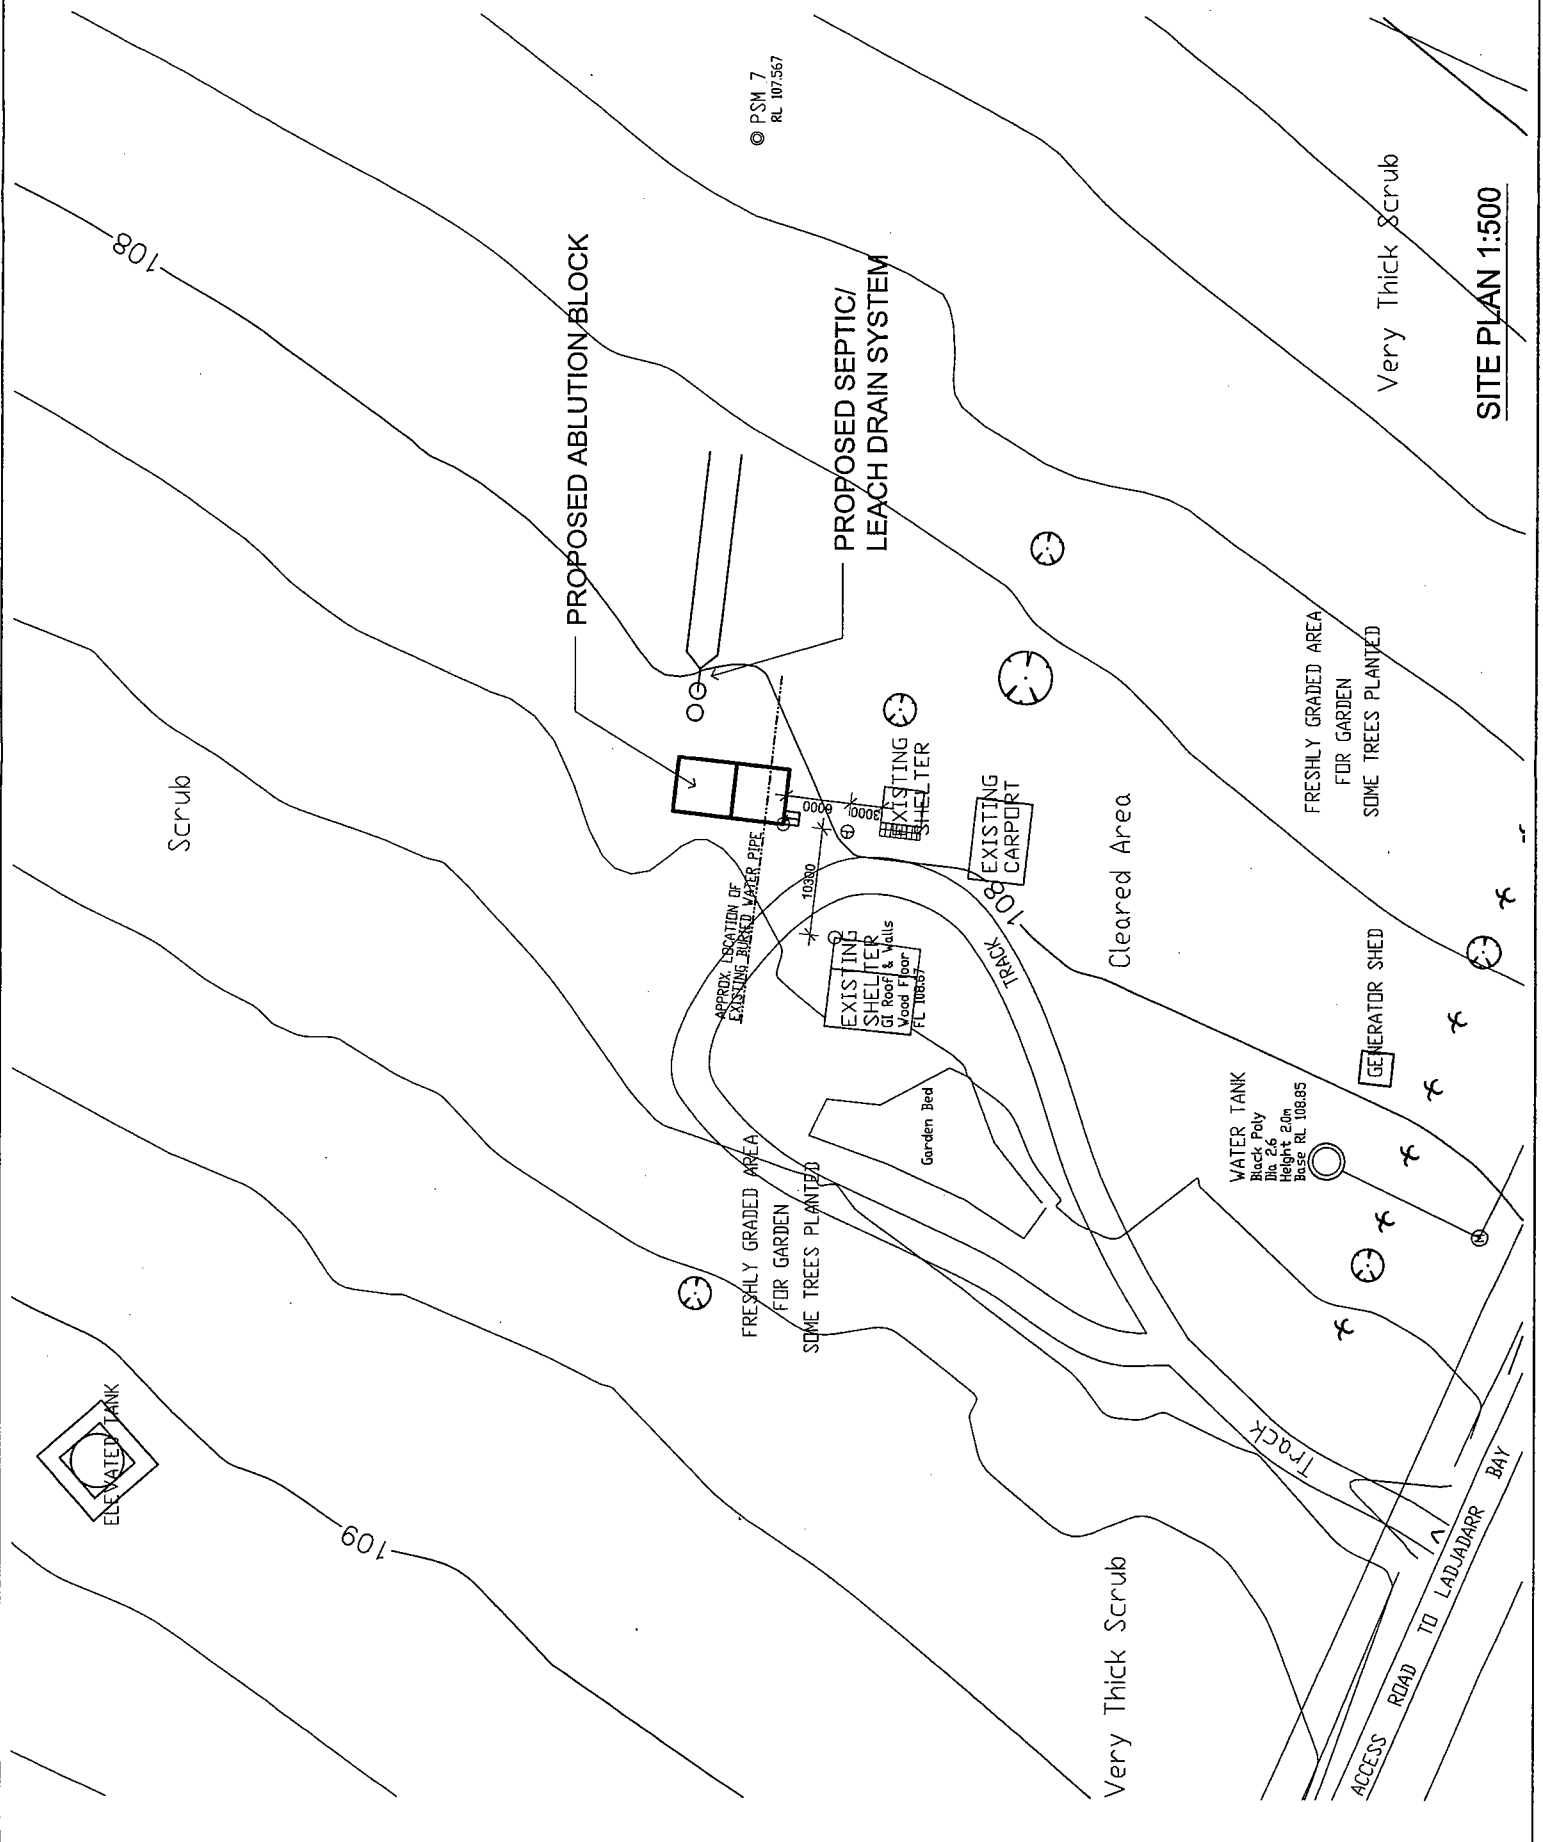 ELEVATED TANK
109
Scrub
108
PROPOSED ABLUTION BLOCK
PSM 7
RL 107.567
PROPOSED SEPTIC/
LEACH DRAIN SYSTEM
APPROX. LOCATION OF
EXISTING BURIED WATER PIPE
10300
6000
3000
EXISTING
SHELTER
EXISTING
SHELTER
GI Roof & Walls
Wood Floor
FL 108.67
EXISTING
CARPORT
108
TRACK
Garden Bed
FRESHLY GRADED AREA
FOR GARDEN
SOME TREES PLANTED
Cleared Area
Very Thick Scrub
Track
WATER TANK
Black Poly
Dia 2.6
Height 2.0m
Base RL 108.85
M
GENERATOR SHED
FRESHLY GRADED AREA
FOR GARDEN
SOME TREES PLANTED
Very Thick Scrub
ACCESS ROAD TO LADJADARR BAY
SITE PLAN 1:500